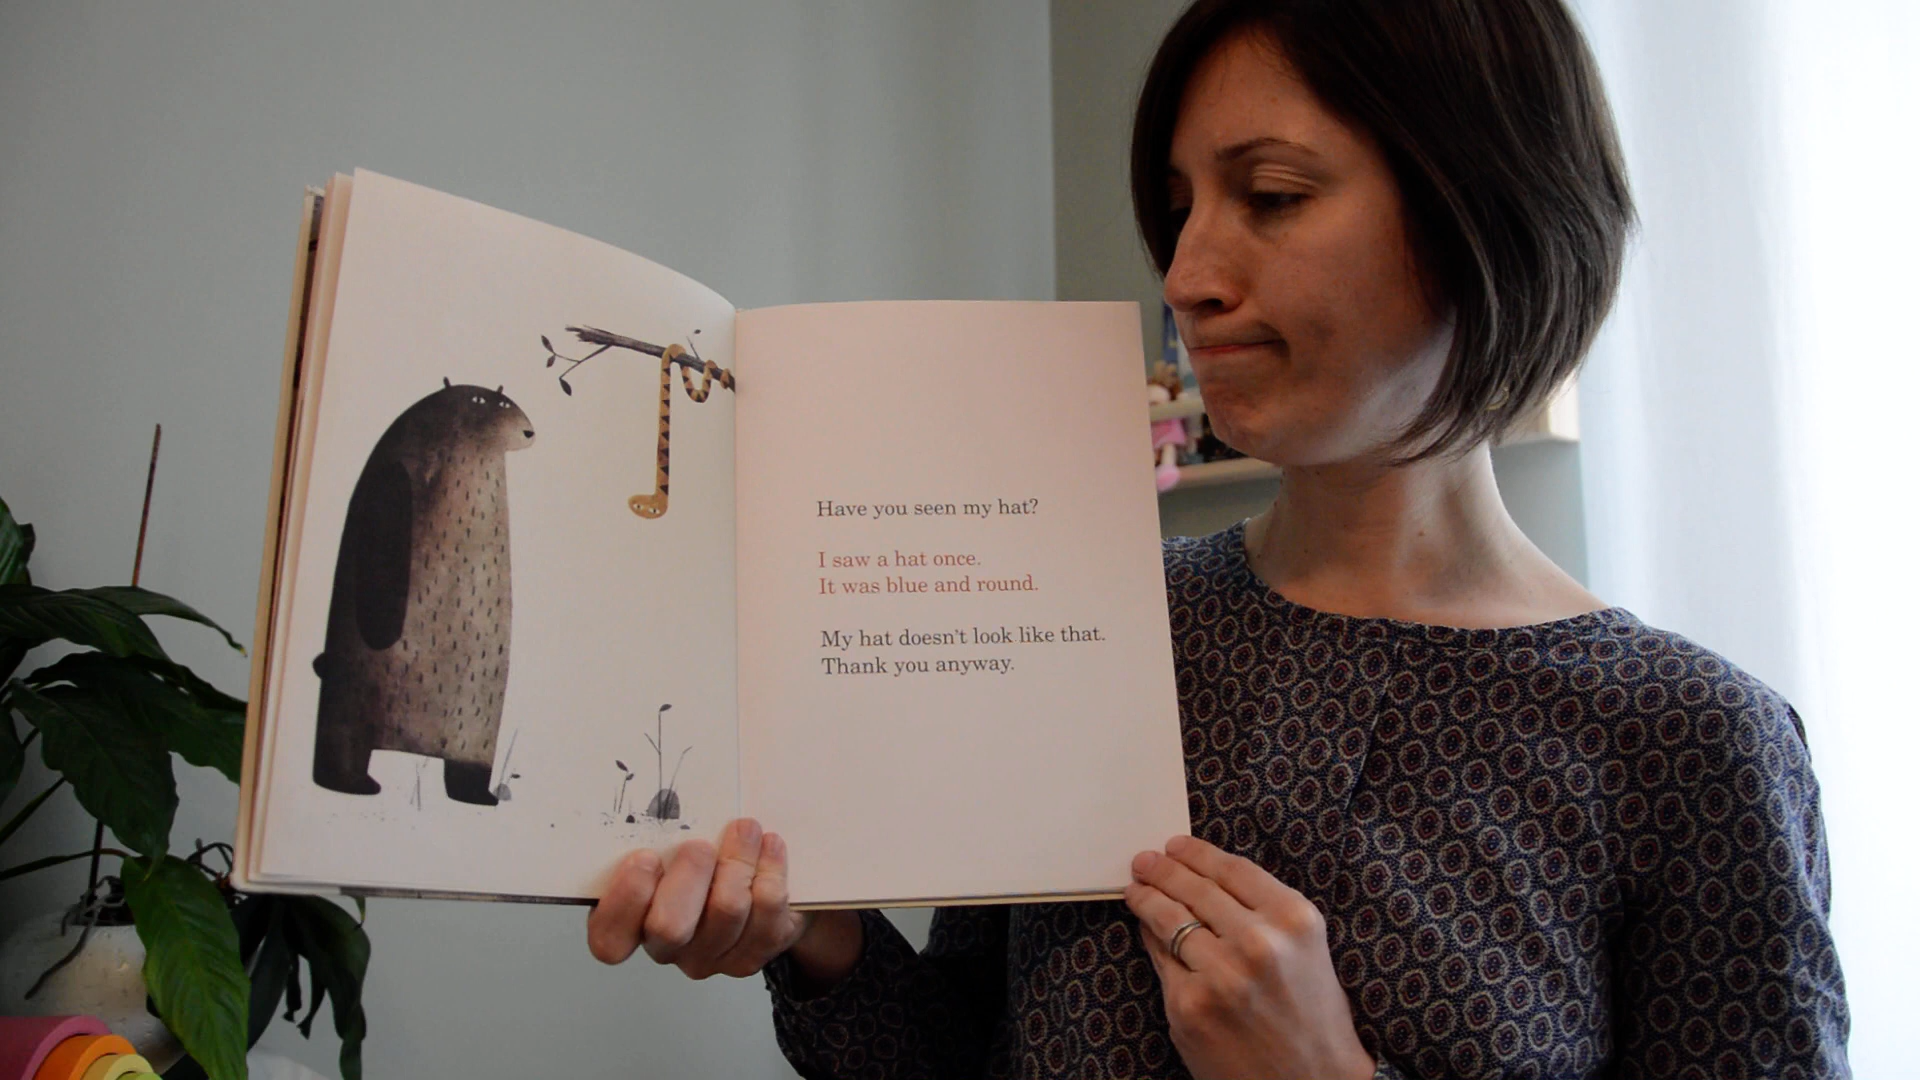 Have you seen my hat?
I saw a hat once.
It was blue and round.
My hat doesn't look like that.
Thank you anyway.